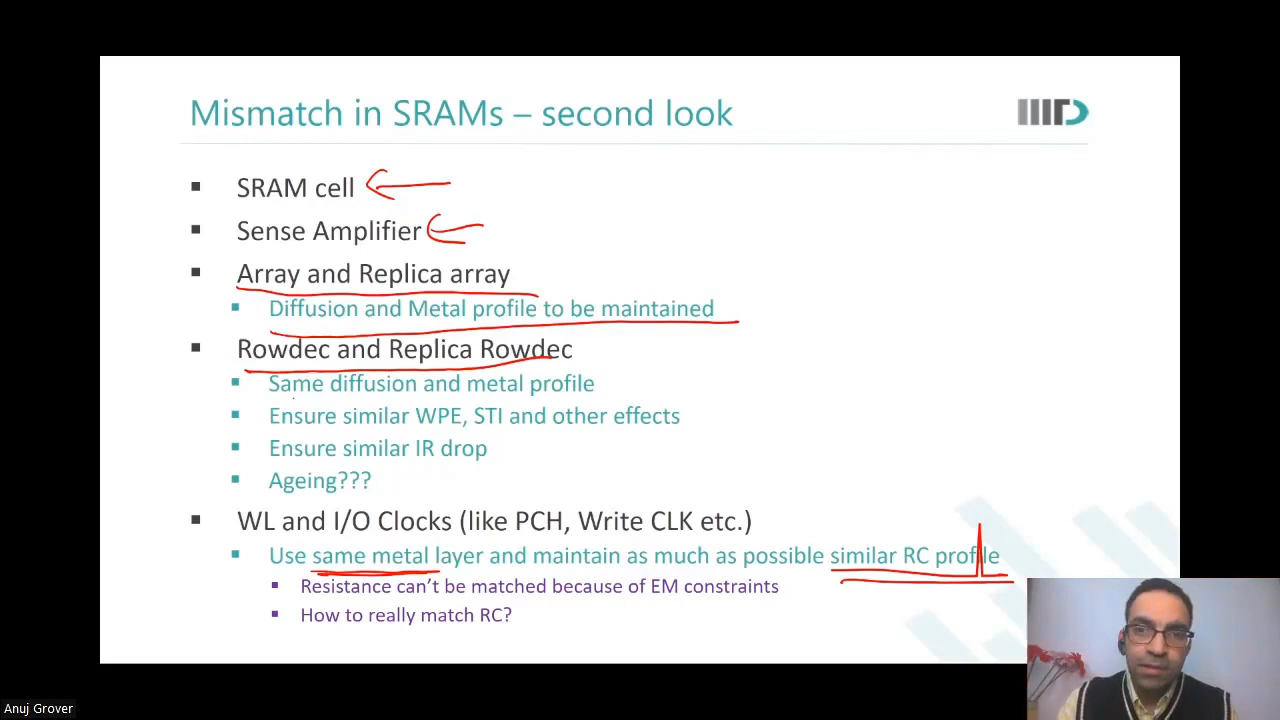 Mismatch in SRAMs – second look
SRAM cell
Sense Amplifier
Array and Replica array
Diffusion and Metal profile to be maintained
Rowdec and Replica Rowdec
Same diffusion and metal profile
Ensure similar WPE, STI and other effects
Ensure similar IR drop
Ageing???
WL and I/O Clocks (like PCH, Write CLK etc.)
Use same metal layer and maintain as much as possible similar RC profile
Resistance can't be matched because of EM constraints
How to really match RC?
Anuj Grover